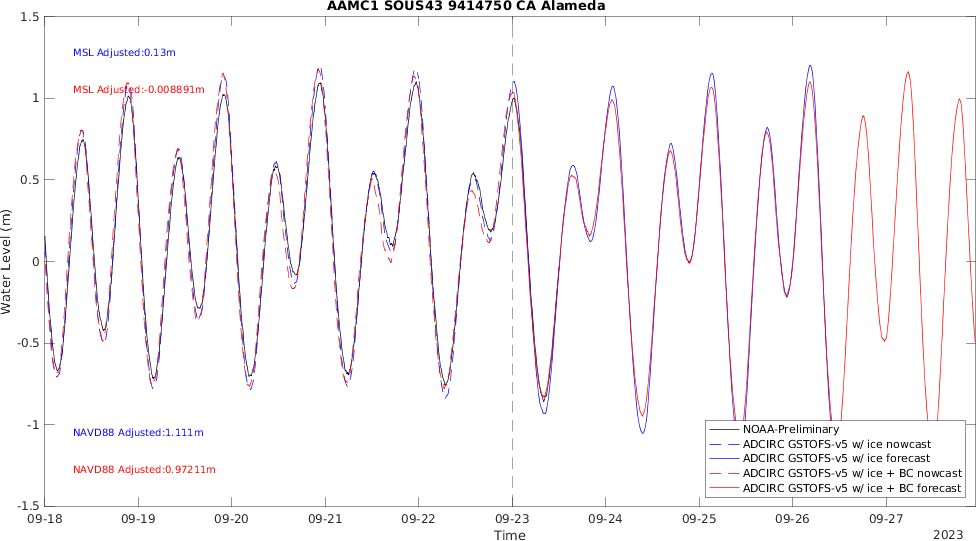 AAMC1 SOUS43 9414750 CA Alameda
1.5
1
0.5
0
-0.5
-1
-1.5
Water Level (m)
MSL Adjusted:0.13m
MSL Adjusted:-0.008891m
NAVD88 Adjusted:1.111m
NAVD88 Adjusted:0.97211m
NOAA-Preliminary
ADCIRC GSTOFS-v5 w/ ice nowcast
ADCIRC GSTOFS-v5 w/ ice forecast
ADCIRC GSTOFS-v5 w/ ice + BC nowcast
ADCIRC GSTOFS-v5 w/ ice + BC forecast
09-18 09-19 09-20 09-21 09-22 09-23 09-24 09-25 09-26 09-27
Time
2023